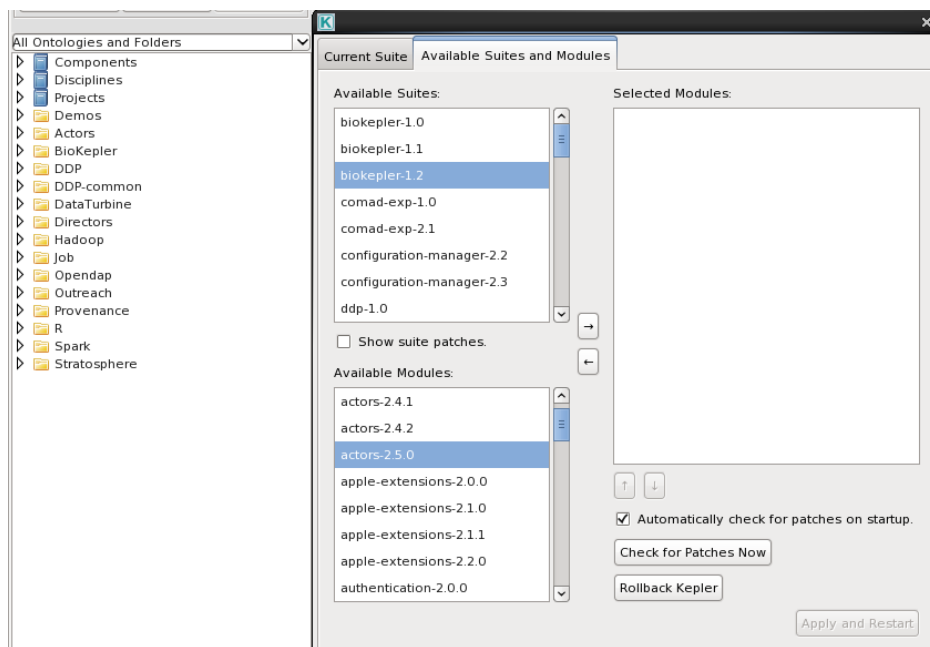 All Ontologies and Folders
Components
Disciplines
Projects
Demos
Actors
BioKepler
DDP
DDP-common
DataTurbine
Directors
Hadoop
Job
Opendap
Outreach
Provenance
R
Spark
Stratosphere
K
Current Suite
Available Suites and Modules
Available Suites:
biokepler-1.0
biokepler-1.1
biokepler-1.2
comad-exp-1.0
comad-exp-2.1
configuration-manager-2.2
configuration-manager-2.3
ddp-1.0
Show suite patches.
Available Modules:
actors-2.4.1
actors-2.4.2
actors-2.5.0
apple-extensions-2.0.0
apple-extensions-2.1.0
apple-extensions-2.1.1
apple-extensions-2.2.0
authentication-2.0.0
Selected Modules:
Automatically check for patches on startup.
Check for Patches Now
Rollback Kepler
Apply and Restart